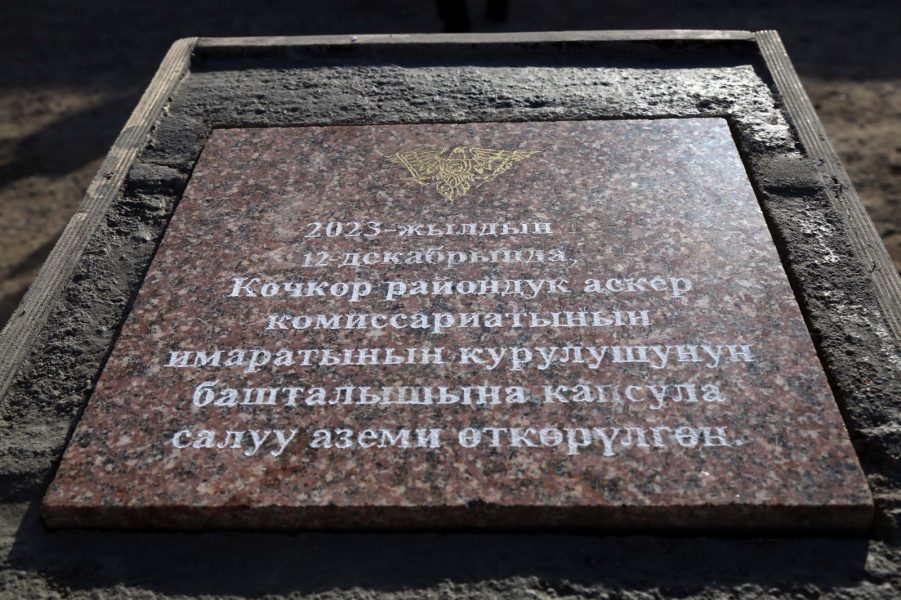 2023-жылдын
12-декабрында,
Кочкор райондук аскер
комиссариатынын
имаратынын курулушунун
башталышына капсула
салуу аземи өткөрүлгөн.